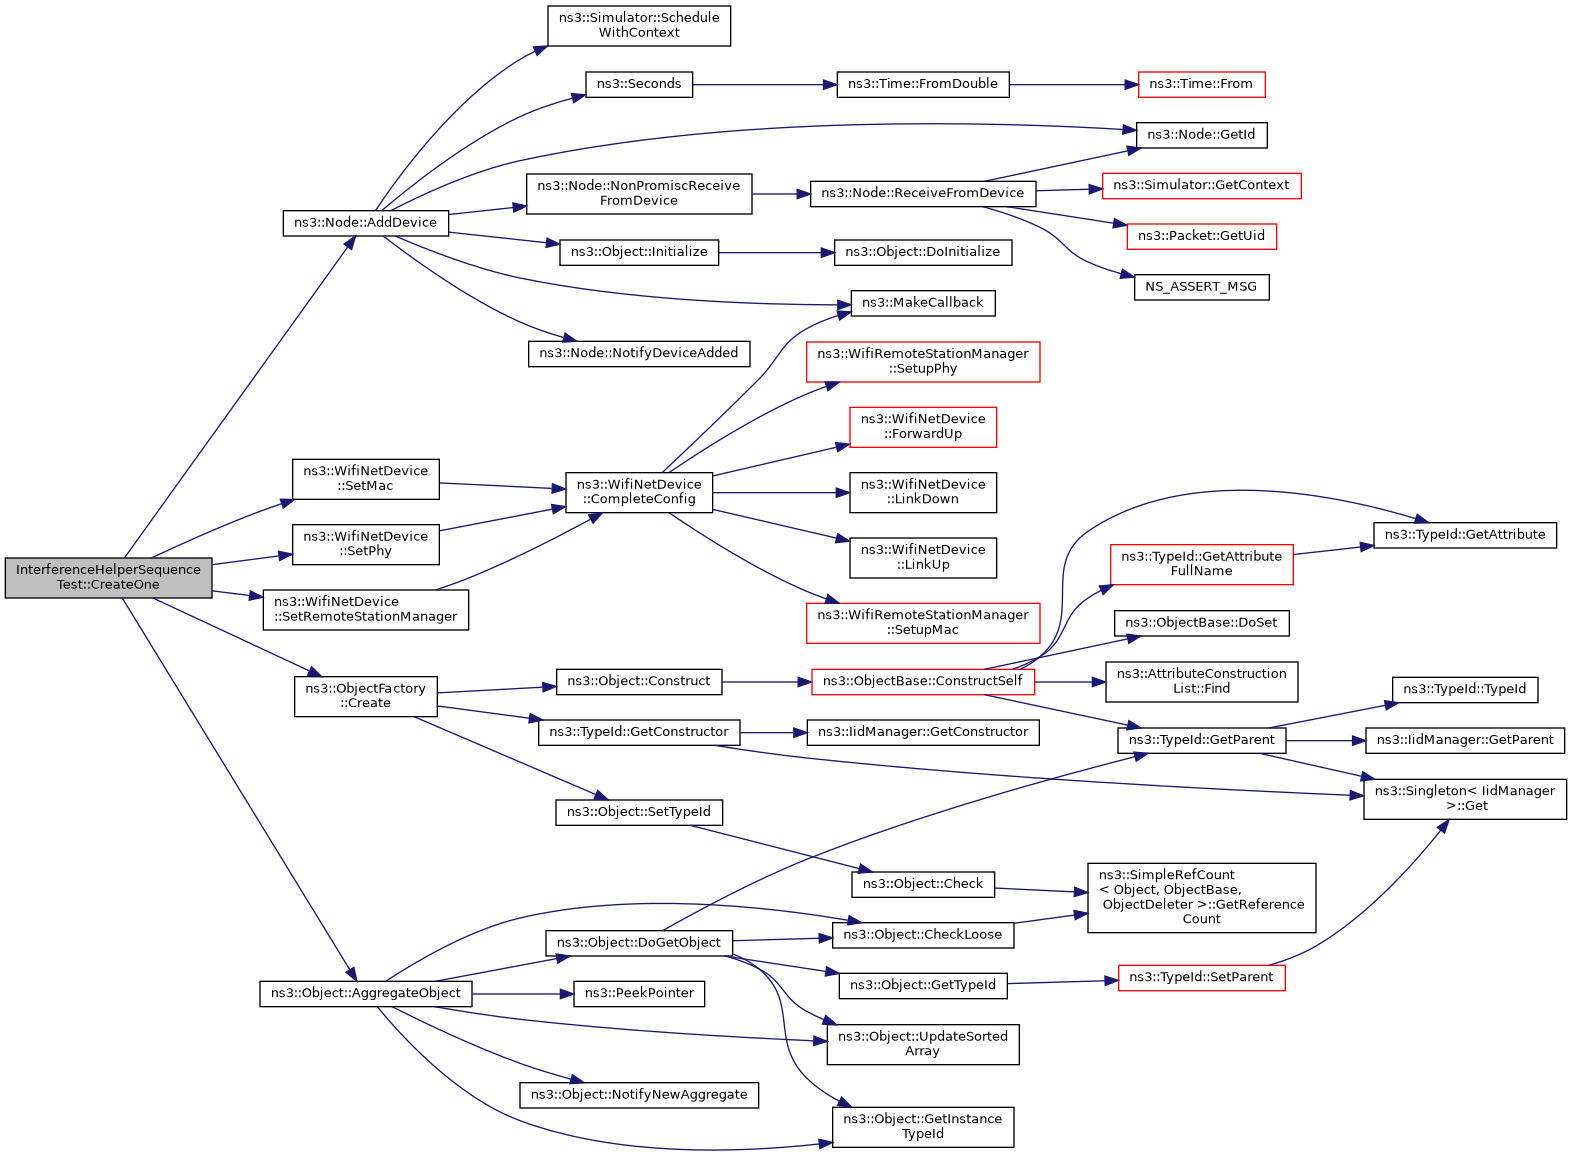 ns3::Simulator::Schedule
WithContext
ns3::Seconds
ns3::Time::FromDouble
ns3::Time::From
ns3::Node::GetId
ns3::Node::NonPromiscReceive
FromDevice
ns3::Node::ReceiveFromDevice
ns3::Simulator::GetContext
ns3::Node::AddDevice
ns3::Packet::GetUid
ns3::Object::Initialize
ns3::Object::DoInitialize
NS_ASSERT_MSG
ns3::MakeCallback
ns3::Node::NotifyDeviceAdded
ns3::WifiRemoteStationManager
::SetupPhy
ns3::WifiNetDevice
::ForwardUp
ns3::WifiNetDevice
::SetMac
ns3::WifiNetDevice
::CompleteConfig
ns3::WifiNetDevice
::LinkDown
ns3::WifiNetDevice
::SetPhy
ns3::WifiNetDevice
::LinkUp
ns3::TypeId::GetAttribute
ns3::TypeId::GetAttribute
FullName
InterferenceHelperSequence
Test::CreateOne
ns3::WifiNetDevice
::SetRemoteStationManager
ns3::WifiRemoteStationManager
::SetupMac
ns3::ObjectBase::DoSet
ns3::ObjectFactory
::Create
ns3::Object::Construct
ns3::ObjectBase::ConstructSelf
ns3::AttributeConstruction
List::Find
ns3::TypeId::TypeId
ns3::TypeId::GetConstructor
ns3::IidManager::GetConstructor
ns3::TypeId::GetParent
ns3::IidManager::GetParent
ns3::Singleton< IidManager
>::Get
ns3::Object::SetTypeId
ns3::Object::Check
ns3::SimpleRefCount
< Object, ObjectBase,
ObjectDeleter >::GetReference
Count
ns3::Object::DoGetObject
ns3::Object::CheckLoose
ns3::Object::GetTypeId
ns3::TypeId::SetParent
ns3::Object::AggregateObject
ns3::PeekPointer
ns3::Object::UpdateSorted
Array
ns3::Object::NotifyNewAggregate
ns3::Object::GetInstance
TypeId